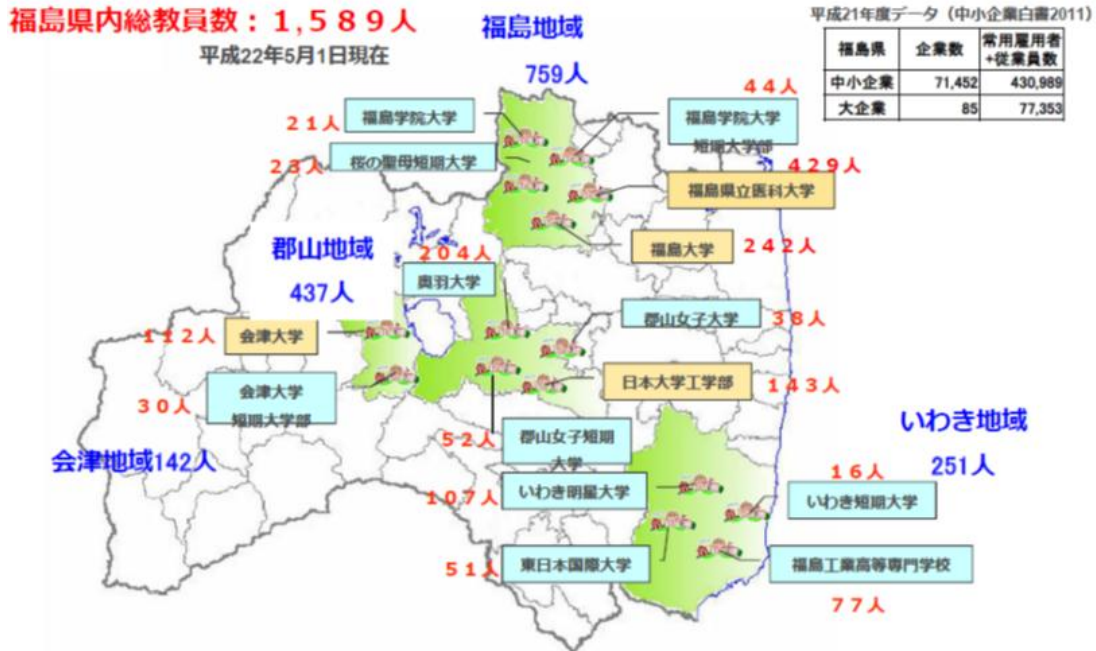 福島県内総教員数：1,589人
平成22年5月1日現在
福島地域
759人
平成21年度データ（中小企業白書2011）
福島県 企業数 常用雇用者+従業員数
中小企業 71,452 430,989
大企業 85 77,353
44人
21人
福島学院大学
福島学院大学
短期大学部
23人
桜の聖母短期大学
429人
福島県立医科大学
郡山地域
437人
204人
奥羽大学
福島大学
242人
112人
会津大学
郡山女子大学
38人
30人
会津大学
短期大学部
日本大学工学部
143人
会津地域142人
52人
郡山女子短期
大学
いわき地域
251人
107人
いわき明星大学
16人
いわき短期大学
51人
東日本国際大学
福島工業高等専門学校
77人